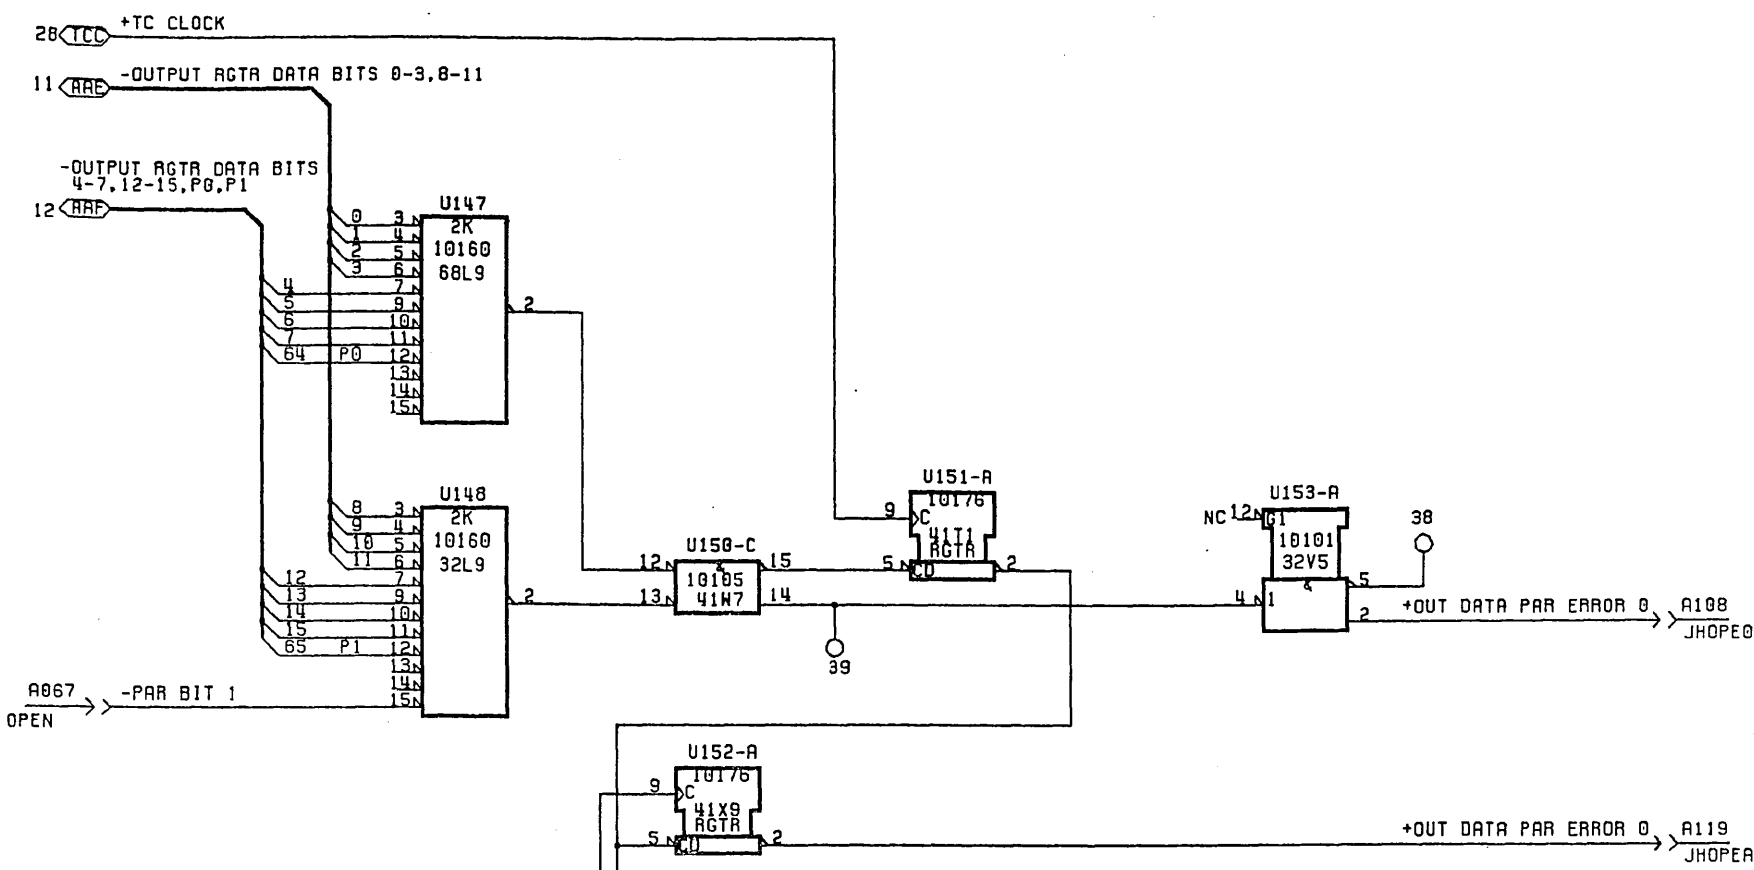 +TC CLOCK
28 TCC
-OUTPUT RGTR DATA BITS 0-3,8-11
11 AAE
-OUTPUT RGTR DATA BITS
4-7,12-15,P0,P1
12 AAF
U147
2K
10160
68L9
0 3
1 4
2 5
3 6
4 7
5 9
6 10
7 11
64 P0 12
13
14
15
2
U148
2K
10160
32L9
8 3
9 4
10 5
11 6
12 7
13 9
14 10
15 11
65 P1 12
13
14
15
2
A067
OPEN
-PAR BIT 1
U150-C
&
10105
41W7
12
13
15
14
39
U151-A
10176
9 C
41T1
RGTR
5 CD 2
U153-A
NC 12 G1
10101
32V5
&
4 1
5
2
38
+OUT DATA PAR ERROR 0 A108
JHOPE0
U152-A
10176
9 C
41X9
RGTR
5 CD 2
+OUT DATA PAR ERROR 0 A119
JHOPEA